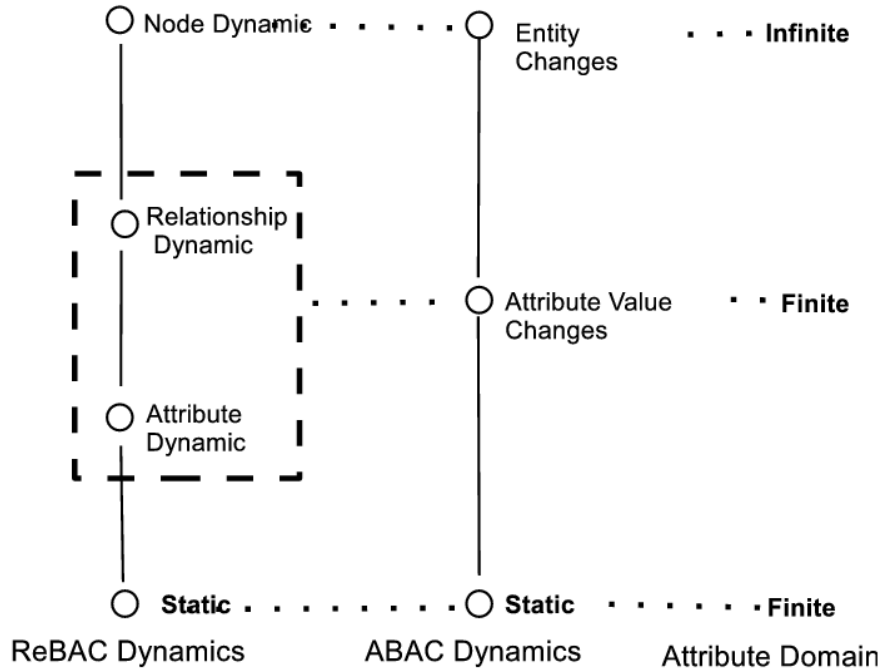 Node Dynamic
Entity
Changes
Infinite
Relationship
Dynamic
Attribute Value
Changes
Finite
Attribute
Dynamic
Static
Static
Finite
ReBAC Dynamics
ABAC Dynamics
Attribute Domain